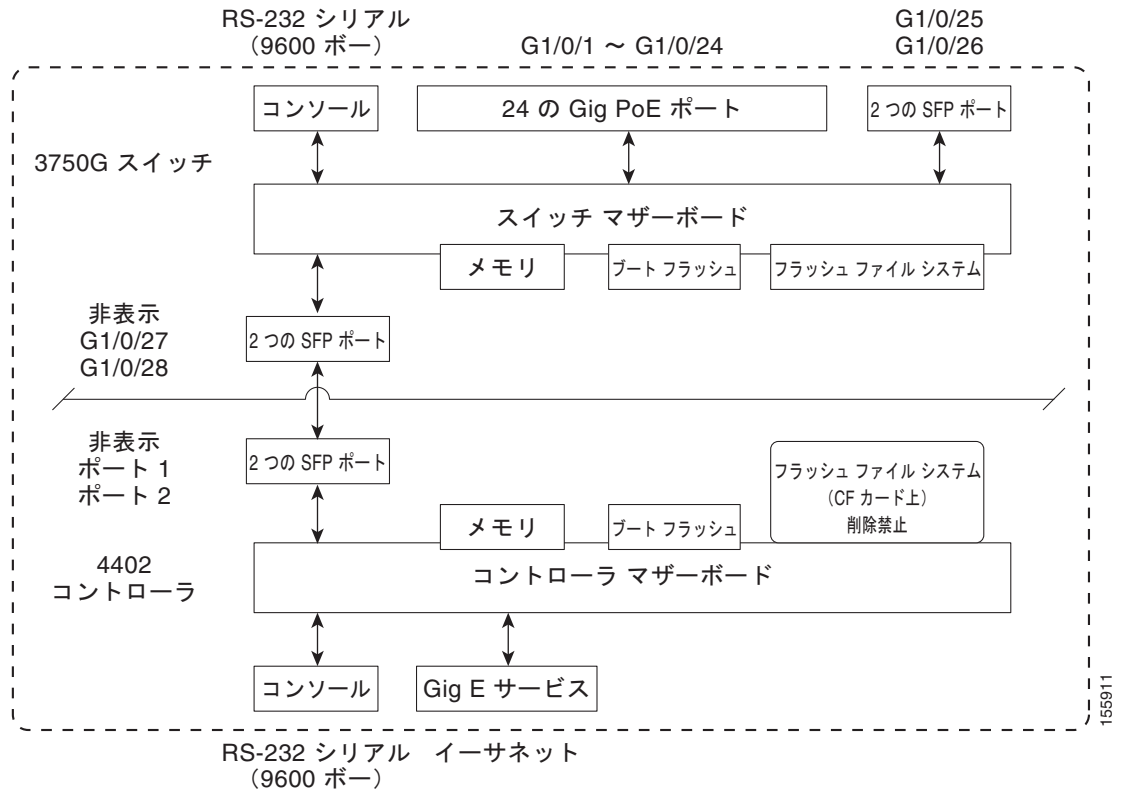 RS-232 シリアル
（9600 ボー）
G1/0/1 ～ G1/0/24
G1/0/25
G1/0/26
コンソール
24 の Gig PoE ポート
2 つの SFP ポート
3750G スイッチ
スイッチ マザーボード
メモリ
ブート フラッシュ
フラッシュ ファイル システム
非表示
G1/0/27
G1/0/28
2 つの SFP ポート
非表示
ポート 1
ポート 2
2 つの SFP ポート
フラッシュ ファイル システム
（CF カード上）
削除禁止
メモリ
ブート フラッシュ
4402
コントローラ
コントローラ マザーボード
コンソール
Gig E サービス
155911
RS-232 シリアル
（9600 ボー）
イーサネット